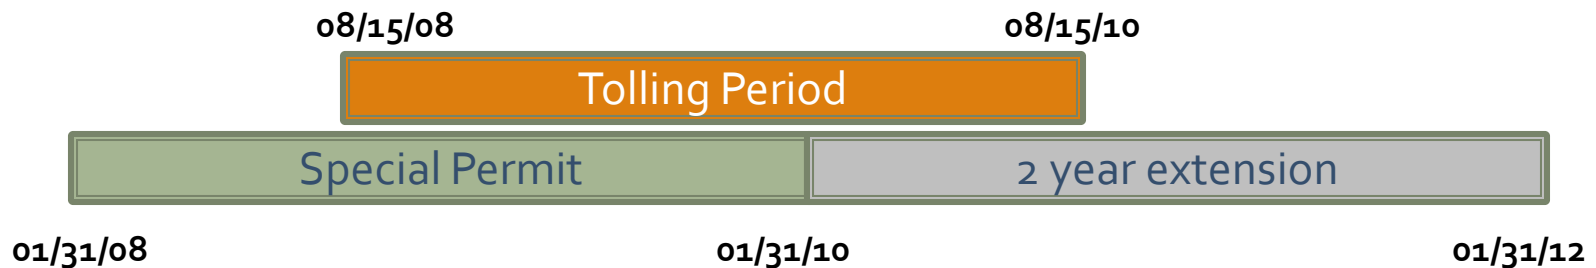 08/15/08 08/15/10
Tolling Period
Special Permit 2 year extension
01/31/08 01/31/10 01/31/12